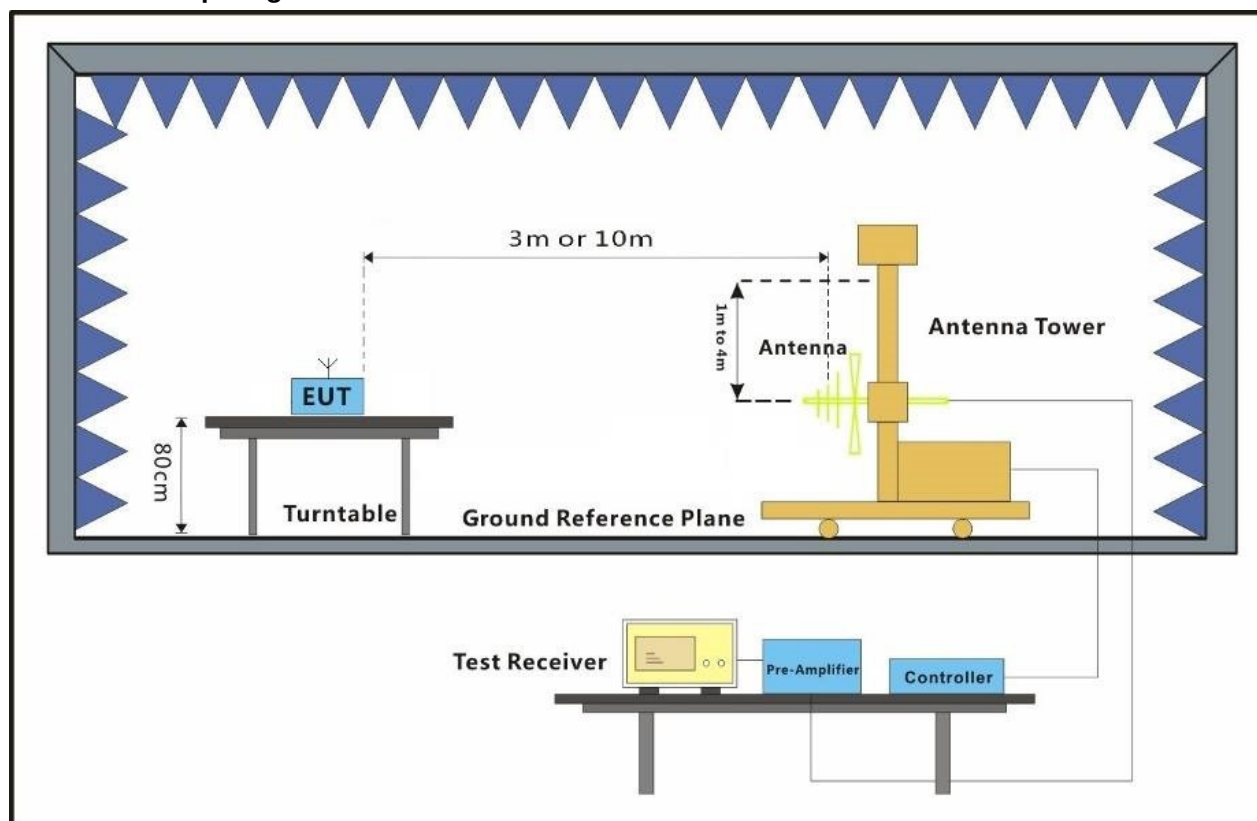 3m or 10m
1m to 4m
Antenna
Antenna Tower
EUT
80cm
Turntable
Ground Reference Plane
Test Receiver
Pre-Amplifier
Controller